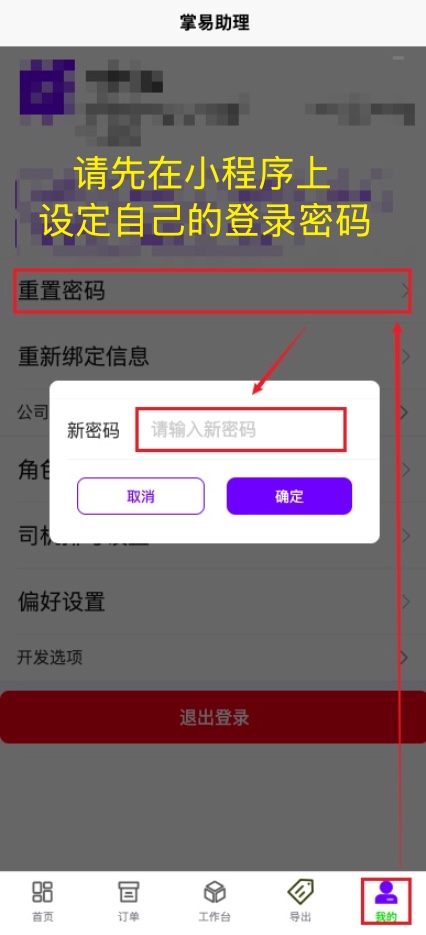 掌易助理
请先在小程序上
设定自己的登录密码
重置密码
重新绑定信息
公司
新密码
请输入新密码
角色
取消
确定
司机
偏好设置
开发选项
退出登录
首页
订单
工作台
导出
我的